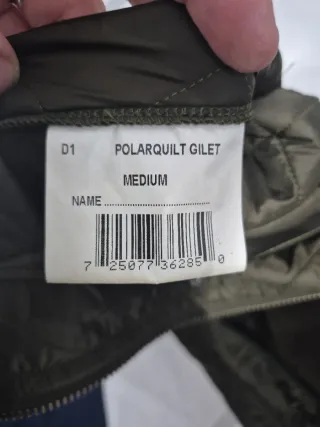 D1 POLARQUILT GILET
MEDIUM
NAME..............................
7 25077 36285 0